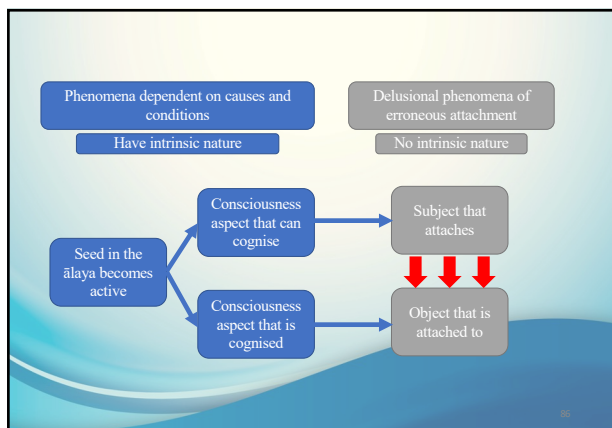 Phenomena dependent on causes and
conditions
Have intrinsic nature
Delusional phenomena of
erroneous attachment
No intrinsic nature
Seed in the
ālaya becomes
active
Consciousness
aspect that can
cognise
Subject that
attaches
Consciousness
aspect that is
cognised
Object that is
attached to
86